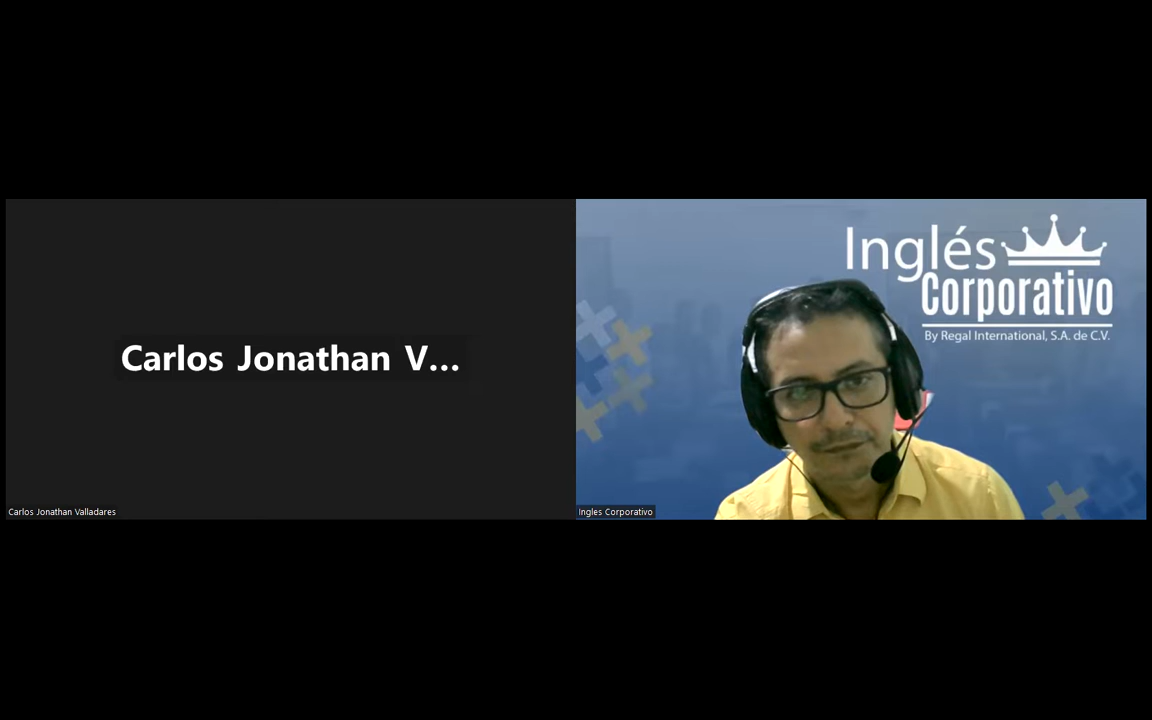 Carlos Jonathan V...
Carlos Jonathan Valladares
Inglés
Corporativo
By Regal International, S.A. de C.V.
Ingles Corporativo